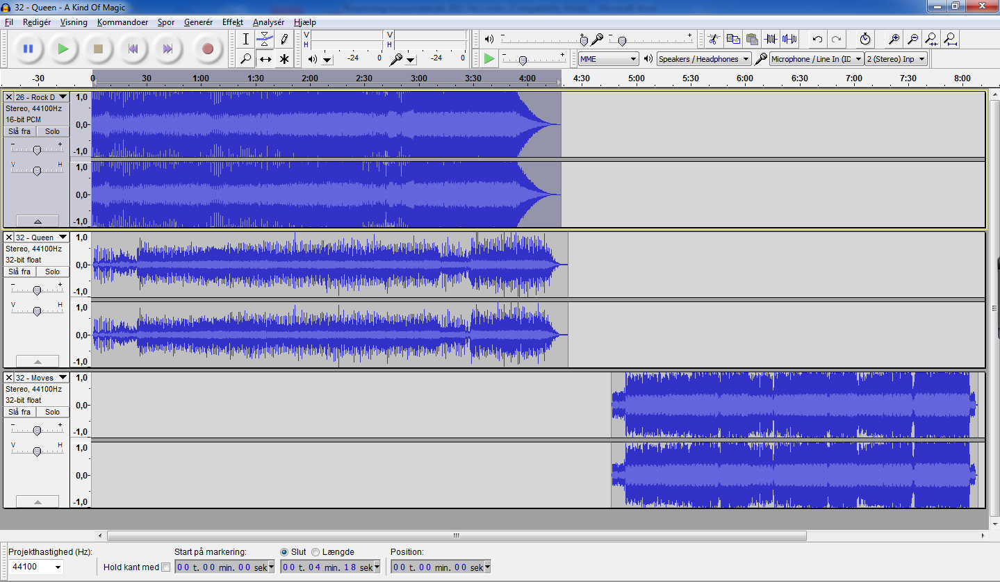 32 - Queen - A Kind Of Magic
Fil Redigér Visning Kommandoer Spor Generér Effekt Analysér Hjælp
V V
H H
-24 0 -24 0
MME Speakers / Headphones Microphone / Line In (ID 2 (Stereo) Inp
-30 0 30 1:00 1:30 2:00 2:30 3:00 3:30 4:00 4:30 5:00 5:30 6:00 6:30 7:00 7:30 8:00
26 - Rock D
Stereo, 44100Hz
16-bit PCM
Slå fra Solo
- +
V H
1,0
0,0-
-1,0
1,0
0,0-
-1,0
32 - Queen
Stereo, 44100Hz
32-bit float
Slå fra Solo
- +
V H
1,0
0,0-
-1,0
1,0
0,0-
-1,0
32 - Moves
Stereo, 44100Hz
32-bit float
Slå fra Solo
- +
V H
1,0
0,0-
-1,0
1,0
0,0-
-1,0
Projekthastighed (Hz): Start på markering: Slut Længde Position:
44100 Hold kant med 00 t. 00 min. 00 sek 00 t. 04 min. 18 sek 00 t. 00 min. 00 sek